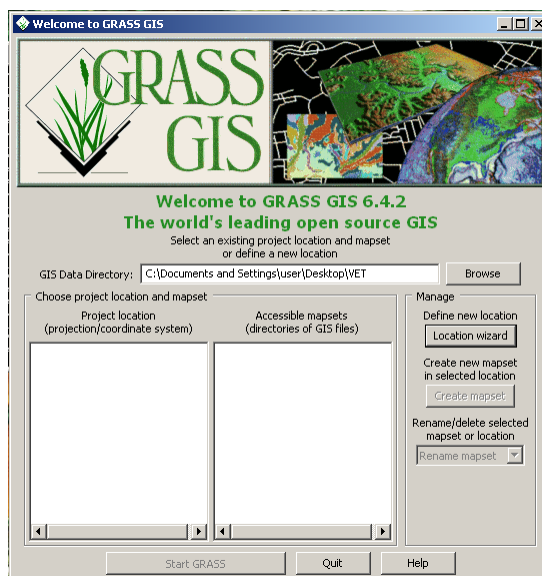 Welcome to GRASS GIS
GRASS
GIS
Welcome to GRASS GIS 6.4.2
The world's leading open source GIS
Select an existing project location and mapset
or define a new location
GIS Data Directory: C:\Documents and Settings\user\Desktop\VET Browse
Choose project location and mapset
Project location
(projection/coordinate system)
Accessible mapsets
(directories of GIS files)
Manage
Define new location
Location wizard
Create new mapset
in selected location
Create mapset
Rename/delete selected
mapset or location
Rename mapset
Start GRASS Quit Help